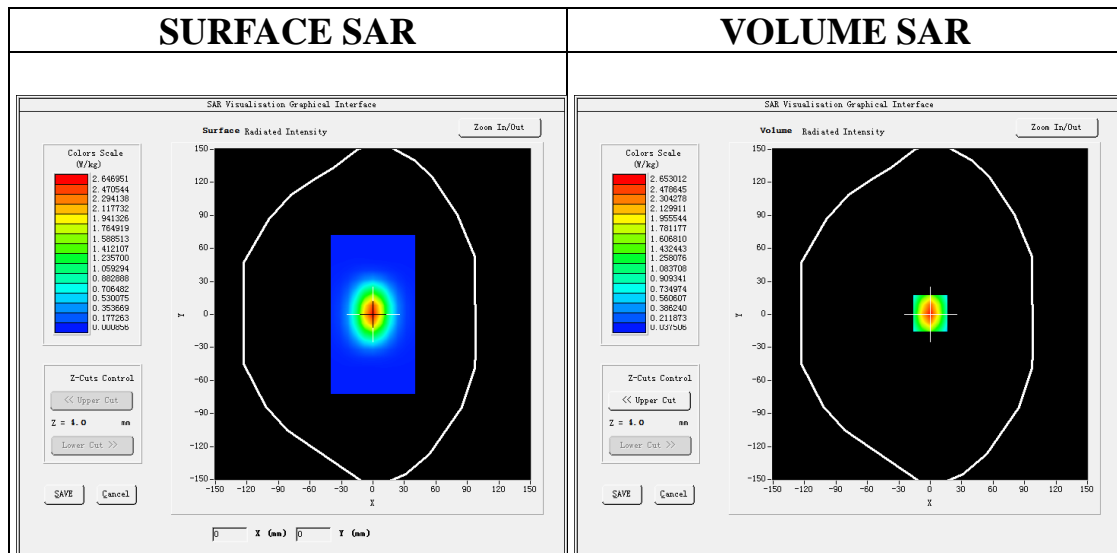 SURFACE SAR
VOLUME SAR
SAR Visualisation Graphical Interface
Surface Radiated Intensity
Zoom In/Out
Colors Scale
(W/kg)
2.646951
2.470544
2.294138
2.117732
1.941326
1.764919
1.588513
1.412107
1.235700
1.059294
0.882888
0.706482
0.530075
0.353669
0.177263
0.000856
150
120
90
60
30
0
-30
-60
-90
-120
-150
Y
-150 -120 -90 -60 -30 0 30 60 90 120 150
X
Z-Cuts Control
<< Upper Cut
Z = 4.0 mm
Lower Cut >>
SAVE Cancel
0 X (mm) 0 Y (mm)
SAR Visualisation Graphical Interface
Volume Radiated Intensity
Zoom In/Out
Colors Scale
(W/kg)
2.653012
2.478645
2.304278
2.129911
1.955544
1.781177
1.606810
1.432443
1.258076
1.083708
0.909341
0.734974
0.560607
0.386240
0.211873
0.037506
150
120
90
60
30
0
-30
-60
-90
-120
-150
Y
-150 -120 -90 -60 -30 0 30 60 90 120 150
X
Z-Cuts Control
<< Upper Cut
Z = 4.0 mm
Lower Cut >>
SAVE Cancel